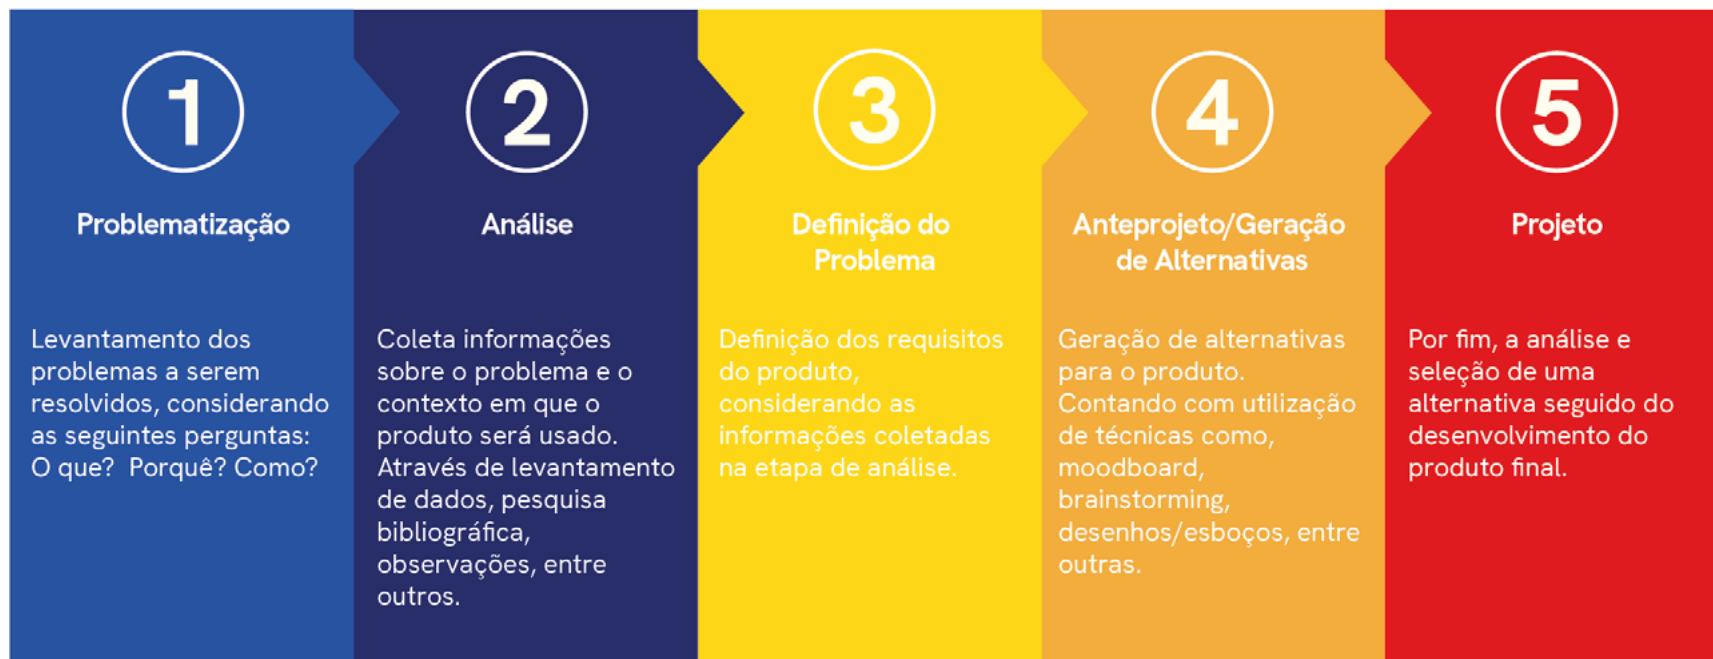 1
Problematização
Levantamento dos
problemas a serem
resolvidos, considerando
as seguintes perguntas:
O que?  Porquê? Como?
2
Análise
Coleta informações
sobre o problema e o
contexto em que o
produto será usado.
Através de levantamento
de dados, pesquisa
bibliográfica,
observações, entre
outros.
3
Definição do
Problema
Definição dos requisitos
do produto,
considerando as
informações coletadas
na etapa de análise.
4
Anteprojeto/Geração
de Alternativas
Geração de alternativas
para o produto.
Contando com utilização
de técnicas como,
moodboard,
brainstorming,
desenhos/esboços, entre
outras.
5
Projeto
Por fim, a análise e
seleção de uma
alternativa seguido do
desenvolvimento do
produto final.